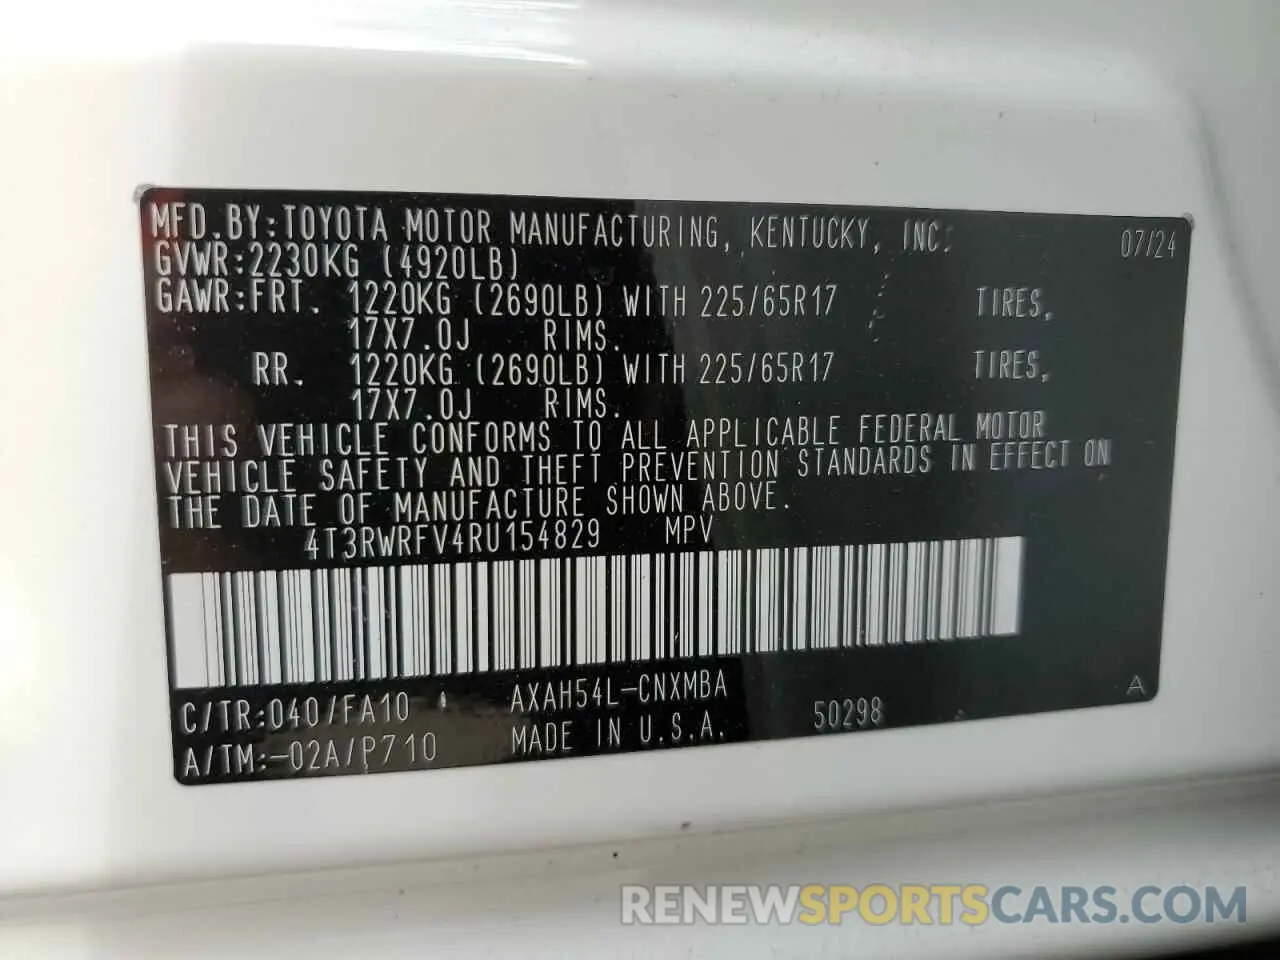 MFD.BY:TOYOTA MOTOR MANUFACTURING, KENTUCKY, INC. 07/24
GVWR:2230KG (4920LB)
GAWR:FRT. 1220KG (2690LB) WITH 225/65R17 TIRES,
17X7.0J RIMS.
RR. 1220KG (2690LB) WITH 225/65R17 TIRES,
17X7.0J RIMS.
THIS VEHICLE CONFORMS TO ALL APPLICABLE FEDERAL MOTOR
VEHICLE SAFETY AND THEFT PREVENTION STANDARDS IN EFFECT ON
THE DATE OF MANUFACTURE SHOWN ABOVE.
4T3RWRFV4RU154829 MPV
C/TR:040/FA10 AXAH54L-CNXMBA A
A/TM:-02A/P710 MADE IN U.S.A. 50298
RENEWSPORTSCARS.COM